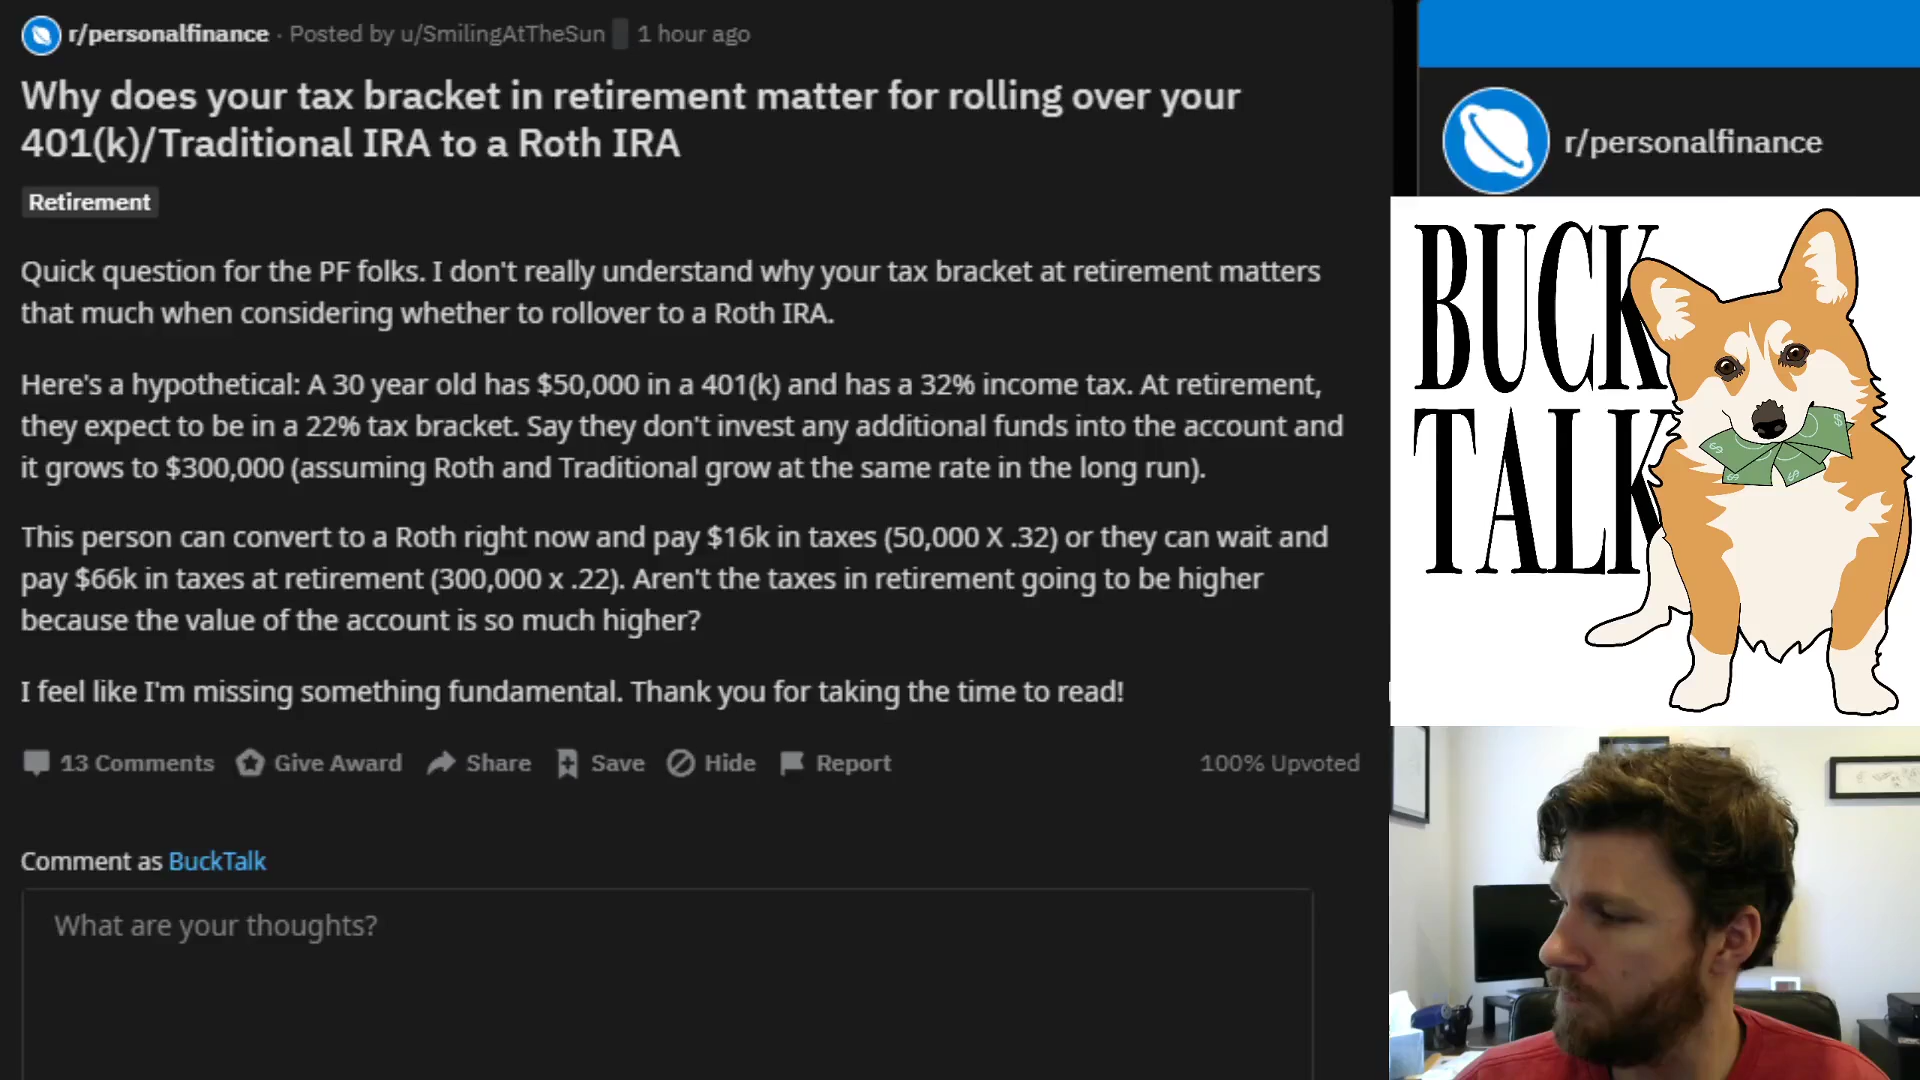 r/personalfinance · Posted by u/SmilingAtTheSun 1 hour ago
Why does your tax bracket in retirement matter for rolling over your
401(k)/Traditional IRA to a Roth IRA
Retirement
Quick question for the PF folks. I don't really understand why your tax bracket at retirement matters
that much when considering whether to rollover to a Roth IRA.
Here's a hypothetical: A 30 year old has $50,000 in a 401(k) and has a 32% income tax. At retirement,
they expect to be in a 22% tax bracket. Say they don't invest any additional funds into the account and
it grows to $300,000 (assuming Roth and Traditional grow at the same rate in the long run).
This person can convert to a Roth right now and pay $16k in taxes (50,000 X .32) or they can wait and
pay $66k in taxes at retirement (300,000 x .22). Aren't the taxes in retirement going to be higher
because the value of the account is so much higher?
I feel like I'm missing something fundamental. Thank you for taking the time to read!
13 Comments Give Award Share Save Hide Report 100% Upvoted
Comment as BuckTalk
What are your thoughts?
r/personalfinance
BUCK
TALK
$ $ $ $